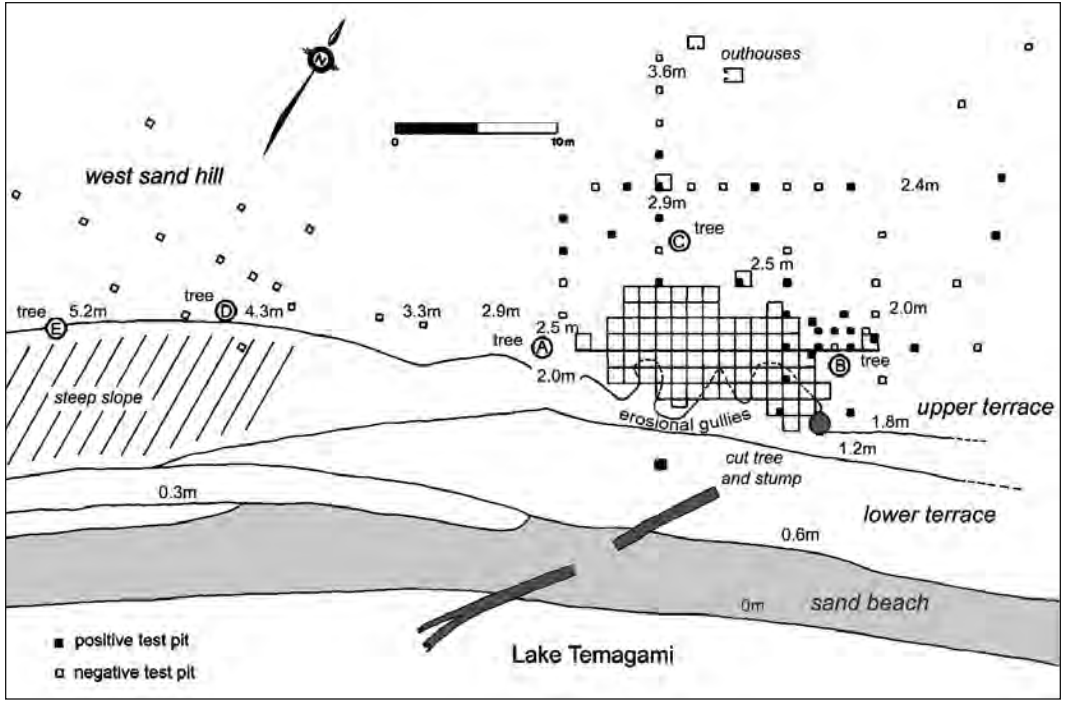 outhouses
3.6m
N
0
10m
west sand hill
2.9m
2.4m
C
tree
2.5 m
tree
E
5.2m
tree
D
4.3m
3.3m
2.9m
2.5 m
2.0m
tree
A
B
tree
2.0m
steep slope
erosional gullies
upper terrace
1.8m
1.2m
cut tree
and stump
0.3m
lower terrace
0.6m
0m
sand beach
positive test pit
negative test pit
Lake Temagami